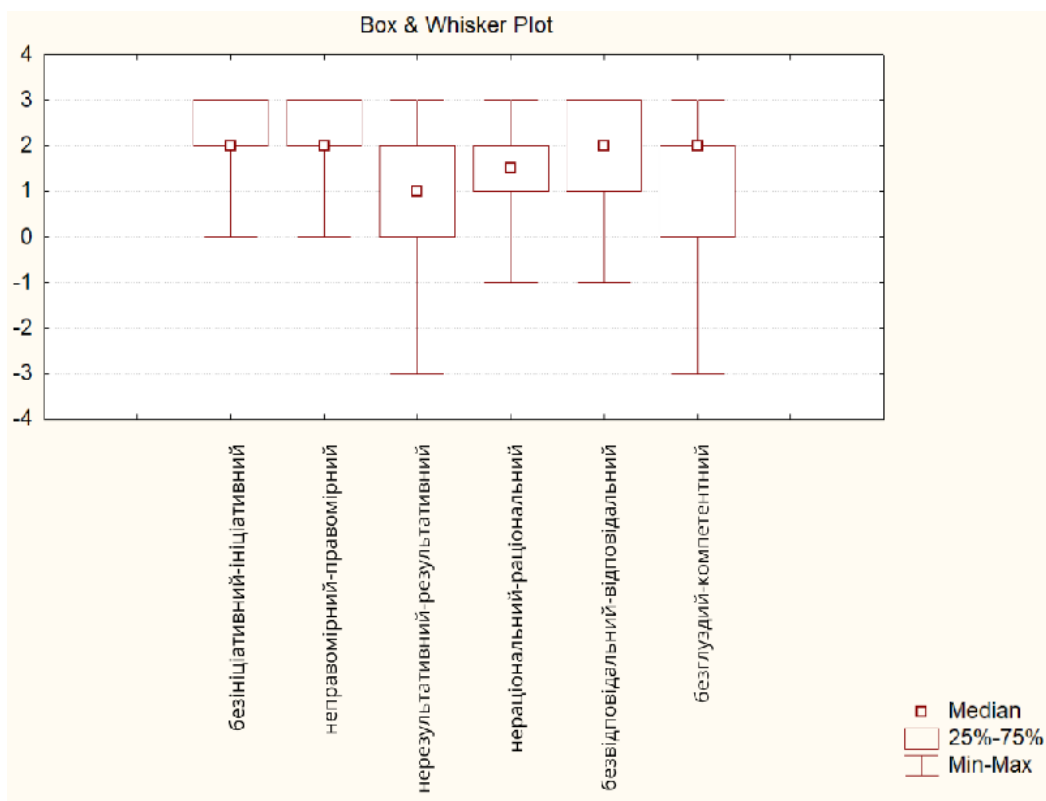 Box & Whisker Plot
4
3
2
1
0
-1
-2
-3
-4
безініціативний-ініціативний
неправомірний-правомірний
нерезультативний-результативний
нераціональний-раціональний
безвідповідальний-відповідальний
безглуздий-компетентний
Median
25%-75%
Min-Max